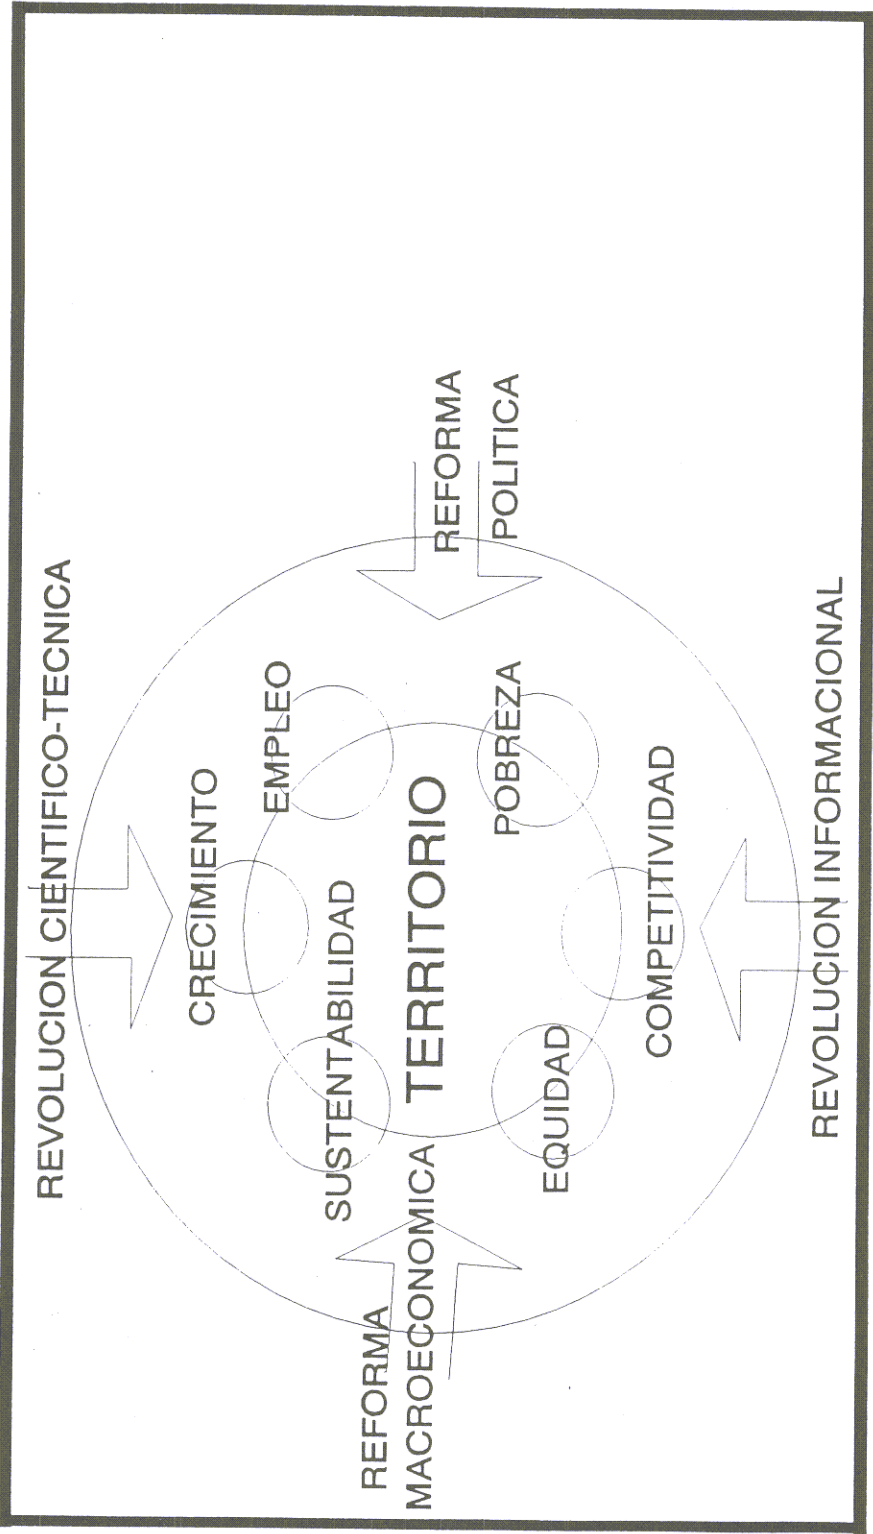 REVOLUCION CIENTIFICO-TECNICA
CRECIMIENTO
EMPLEO
SUSTENTABILIDAD
REFORMA
MACROECONOMICA
TERRITORIO
REFORMA
POLITICA
POBREZA
EQUIDAD
COMPETITIVIDAD
REVOLUCION INFORMACIONAL